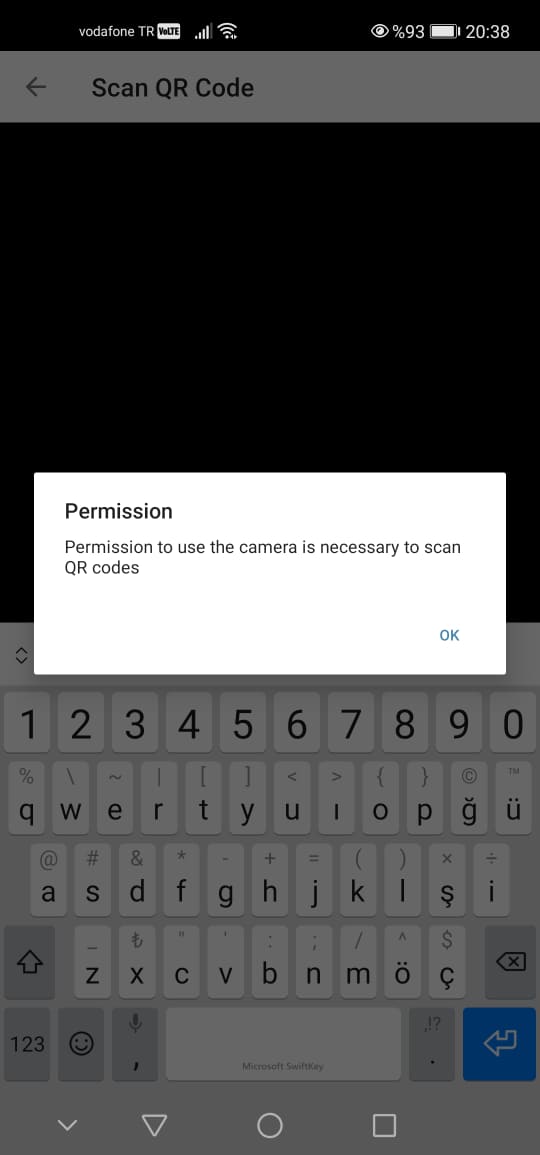 vodafone TR VoLTE %93 20:38
Scan QR Code
Permission
Permission to use the camera is necessary to scan
QR codes
OK
1 2 3 4 5 6 7 8 9 0
% \ ~ | [ ] < > { } © ™
q w e r t y u ı o p ğ ü
@ # & * - + = ( ) × ÷
a s d f g h j k l ş i
_ ₺ " ' : ; / ^ $
z x c v b n m ö ç
,!?
123 , .
Microsoft SwiftKey